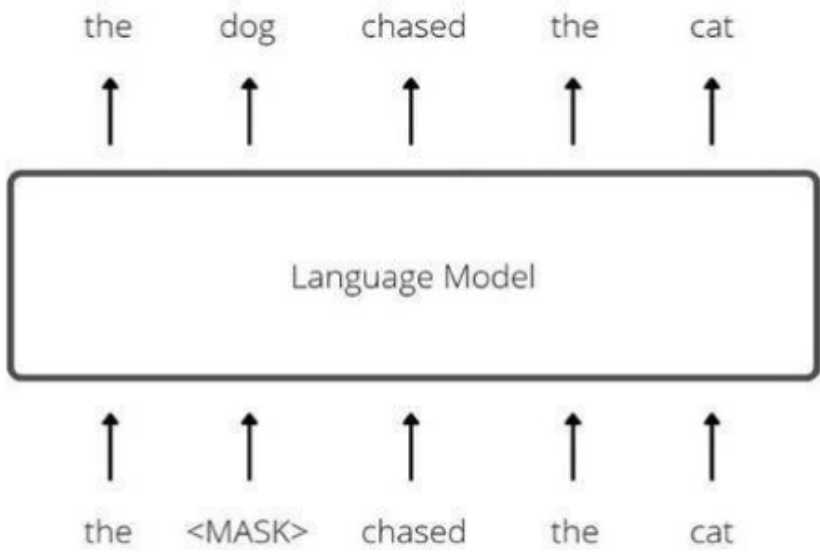 the dog chased the cat
Language Model
the <MASK> chased the cat